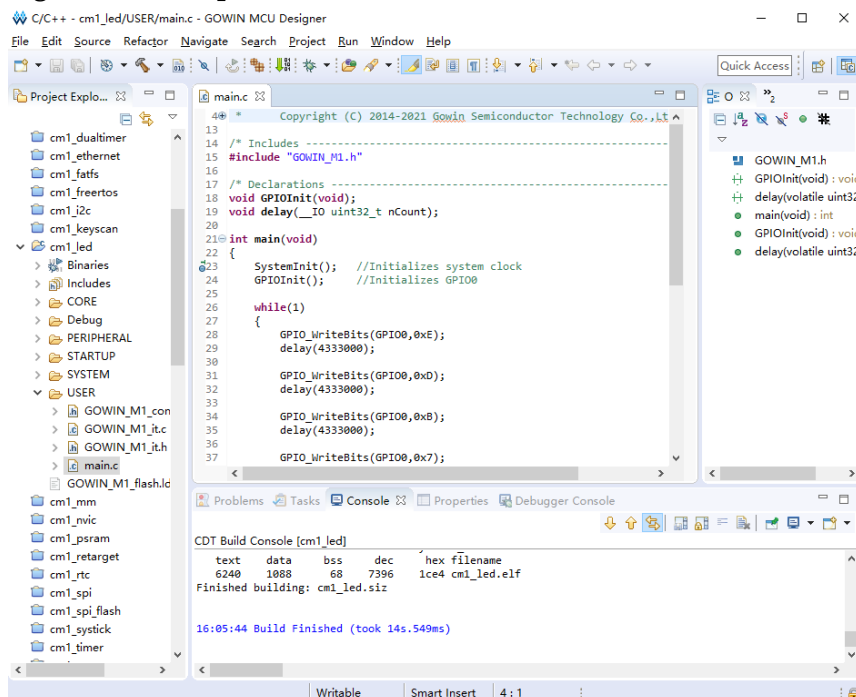 C/C++ - cm1_led/USER/main.c - GOWIN MCU Designer
File Edit Source Refactor Navigate Search Project Run Window Help
Quick Access
Project Explo...
cm1_dualtimer
cm1_ethernet
cm1_fatfs
cm1_freertos
cm1_i2c
cm1_keyscan
cm1_led
Binaries
Includes
CORE
Debug
PERIPHERAL
STARTUP
SYSTEM
USER
GOWIN_M1_con
GOWIN_M1_it.c
GOWIN_M1_it.h
main.c
GOWIN_M1_flash.ld
cm1_mm
cm1_nvic
cm1_psram
cm1_retarget
cm1_rtc
cm1_spi
cm1_spi_flash
cm1_systick
cm1_timer
main.c
4 * Copyright (C) 2014-2021 Gowin Semiconductor Technology Co.,Lt
13
14 /* Includes ------------------------------------------------
15 #include "GOWIN_M1.h"
16
17 /* Declarations --------------------------------------------
18 void GPIOInit(void);
19 void delay(__IO uint32_t nCount);
20
21 int main(void)
22 {
23 SystemInit(); //Initializes system clock
24 GPIOInit(); //Initializes GPIO0
25
26 while(1)
27 {
28 GPIO_WriteBits(GPIO0,0xE);
29 delay(4333000);
30
31 GPIO_WriteBits(GPIO0,0xD);
32 delay(4333000);
33
34 GPIO_WriteBits(GPIO0,0xB);
35 delay(4333000);
36
37 GPIO_WriteBits(GPIO0,0x7);
O
2
GOWIN_M1.h
GPIOInit(void) : void
delay(volatile uint32
main(void) : int
GPIOInit(void) : void
delay(volatile uint32
Problems Tasks Console Properties Debugger Console
CDT Build Console [cm1_led]
text data bss dec hex filename
6240 1088 68 7396 1ce4 cm1_led.elf
Finished building: cm1_led.siz
16:05:44 Build Finished (took 14s.549ms)
Writable Smart Insert 4 : 1